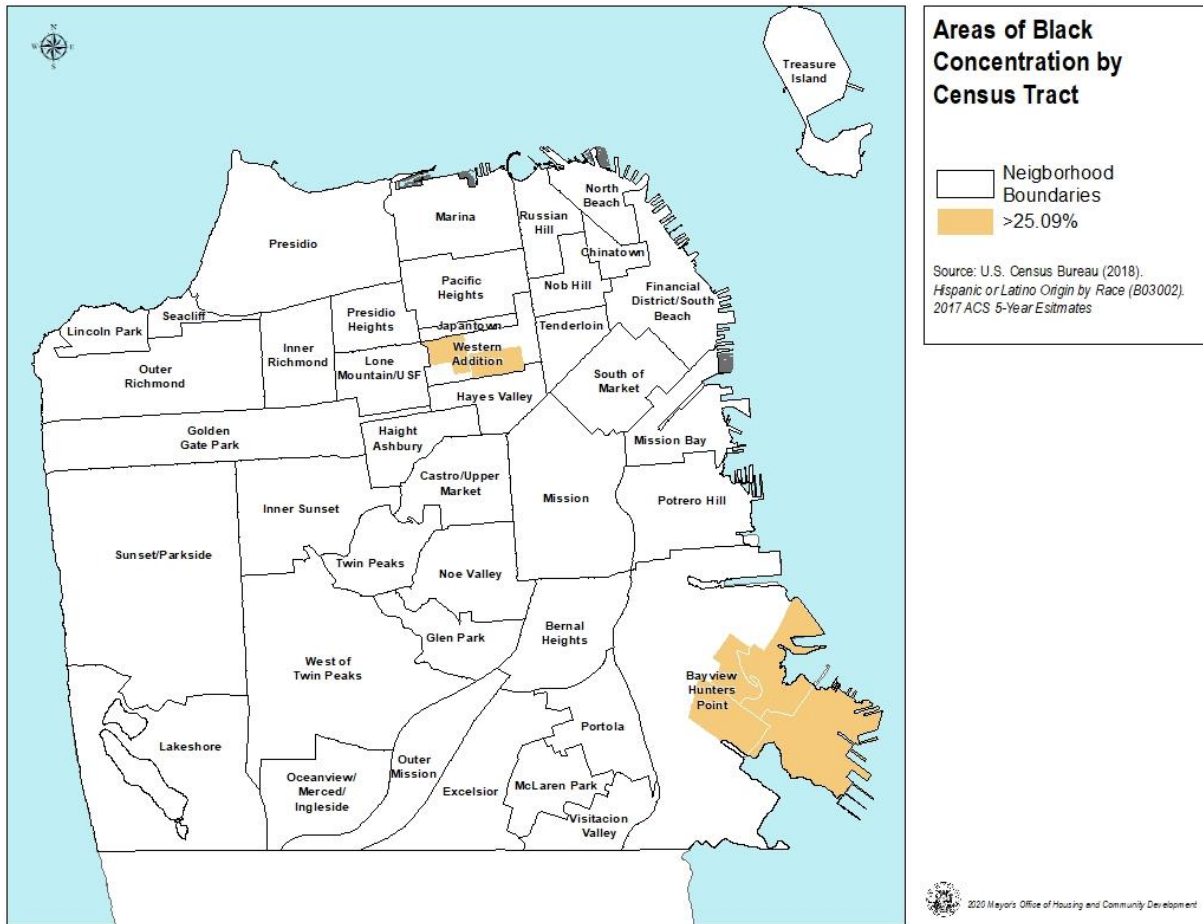 N
W
E
S
Treasure
Island
North
Beach
Marina
Russian
Hill
Presidio
Chinatown
Pacific
Heights
Nob Hill
Financial
District/South
Beach
Seacliff
Presidio
Heights
Lincoln Park
Japantown
Tenderloin
Inner
Richmond
Western
Addition
Outer
Richmond
Lone
Mountain/USF
South of
Market
Hayes Valley
Golden
Gate Park
Haight
Ashbury
Mission Bay
Castro/Upper
Market
Mission
Potrero Hill
Inner Sunset
Sunset/Parkside
Twin Peaks
Noe Valley
Glen Park
Bernal
Heights
West of
Twin Peaks
Bayview
Hunters
Point
Portola
Lakeshore
Outer
Mission
Oceanview/
Merced/
Ingleside
Excelsior
McLaren Park
Visitacion
Valley
Areas of Black
Concentration by
Census Tract
Neigborhood
Boundaries
>25.09%
Source: U.S. Census Bureau (2018).
Hispanic or Latino Origin by Race (B03002).
2017 ACS 5-Year Esitmates
2020 Mayor's Office of Housing and Community Development